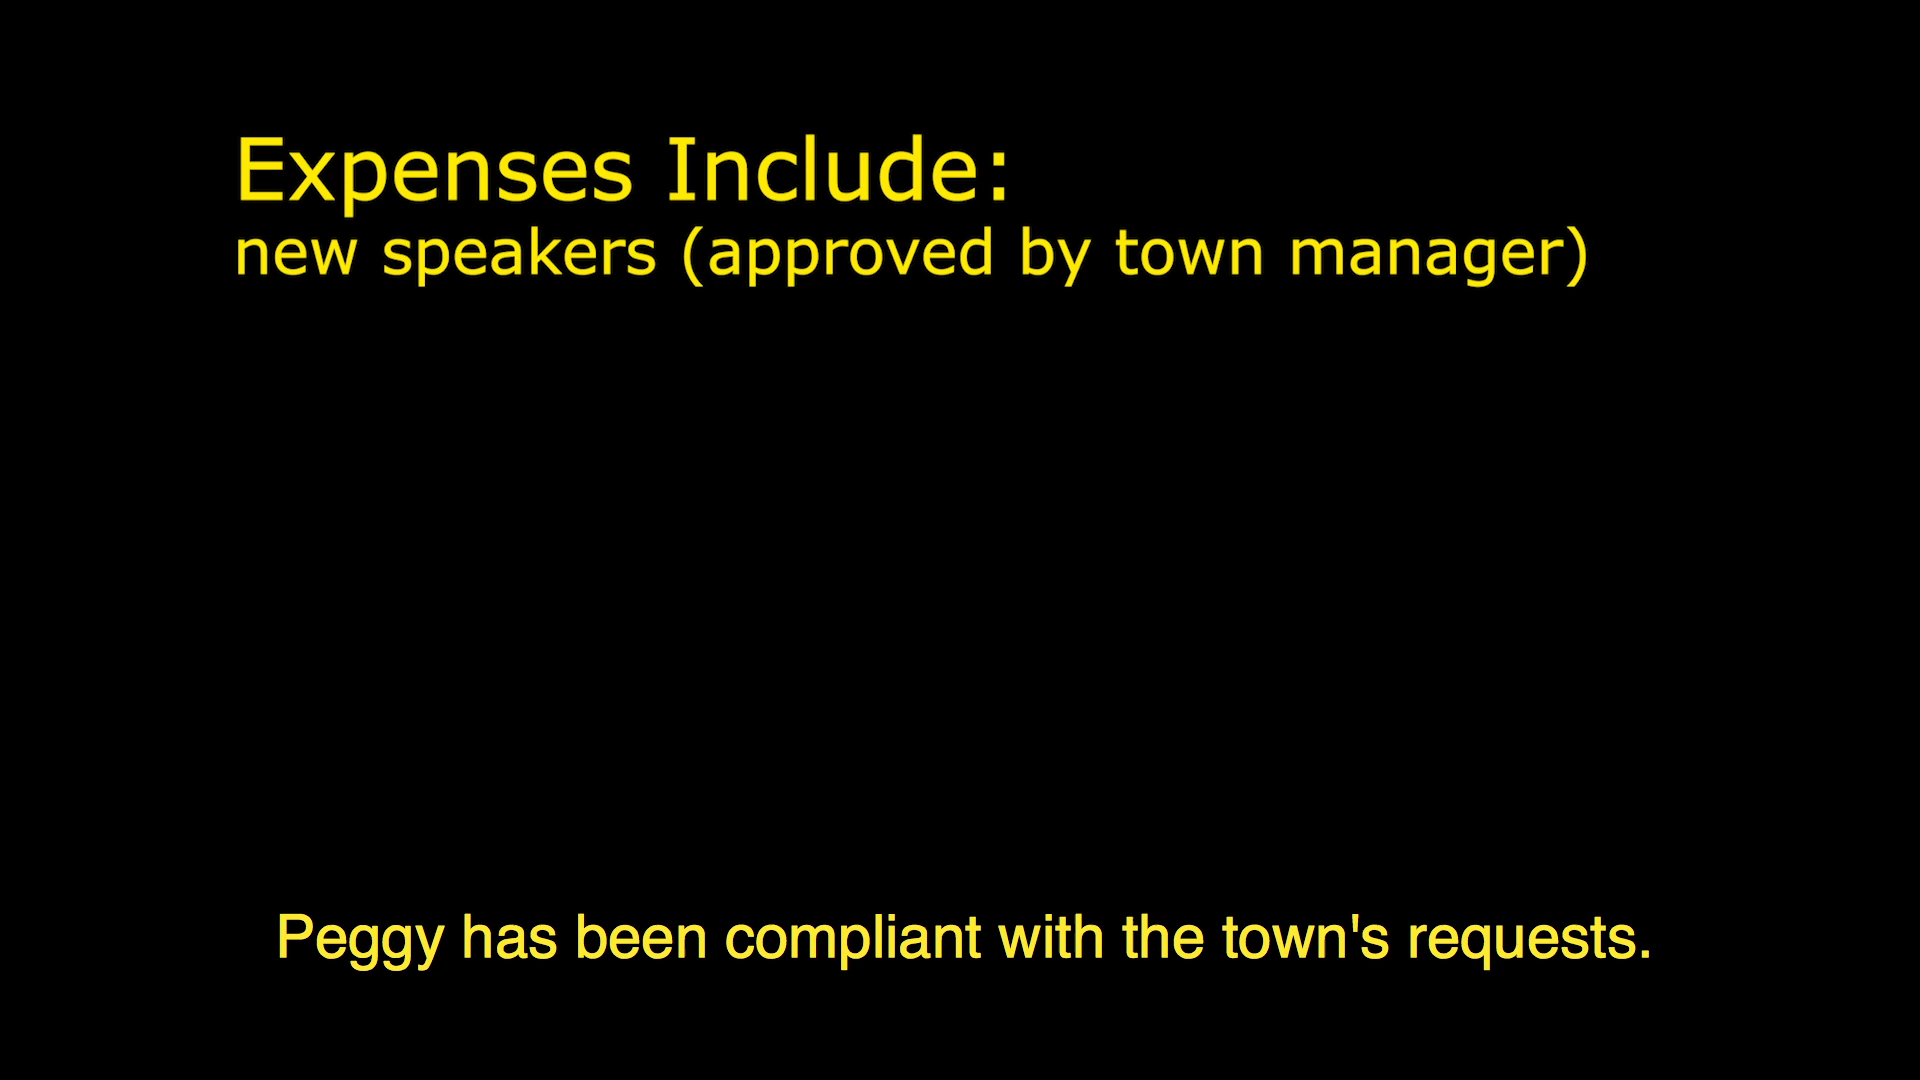 Expenses Include:
new speakers (approved by town manager)
Peggy has been compliant with the town's requests.